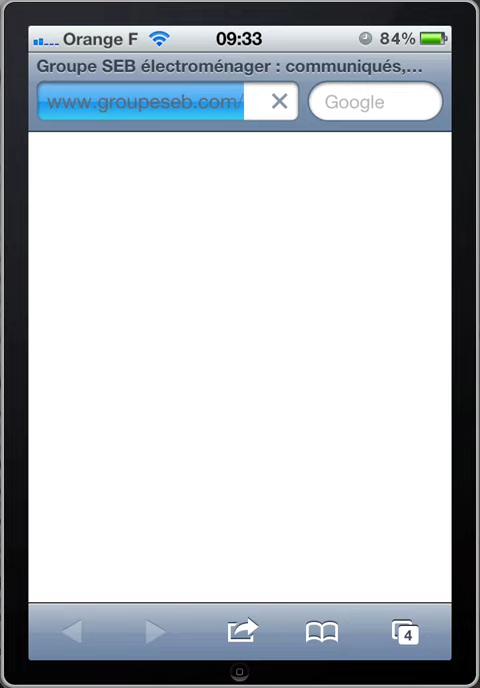 Orange F 09:33 84%
Groupe SEB électroménager : communiqués,...
www.groupeseb.com/ Google
4